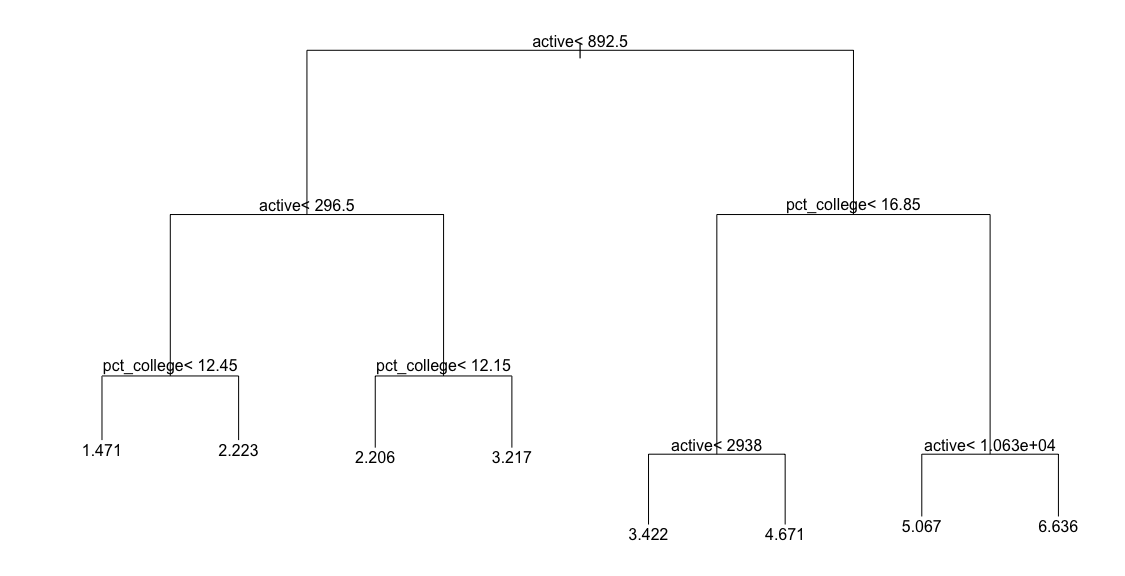 active< 892.5
active< 296.5
pct_college< 16.85
pct_college< 12.45
pct_college< 12.15
active< 2938
active< 1.063e+04
1.471
2.223
2.206
3.217
3.422
4.671
5.067
6.636